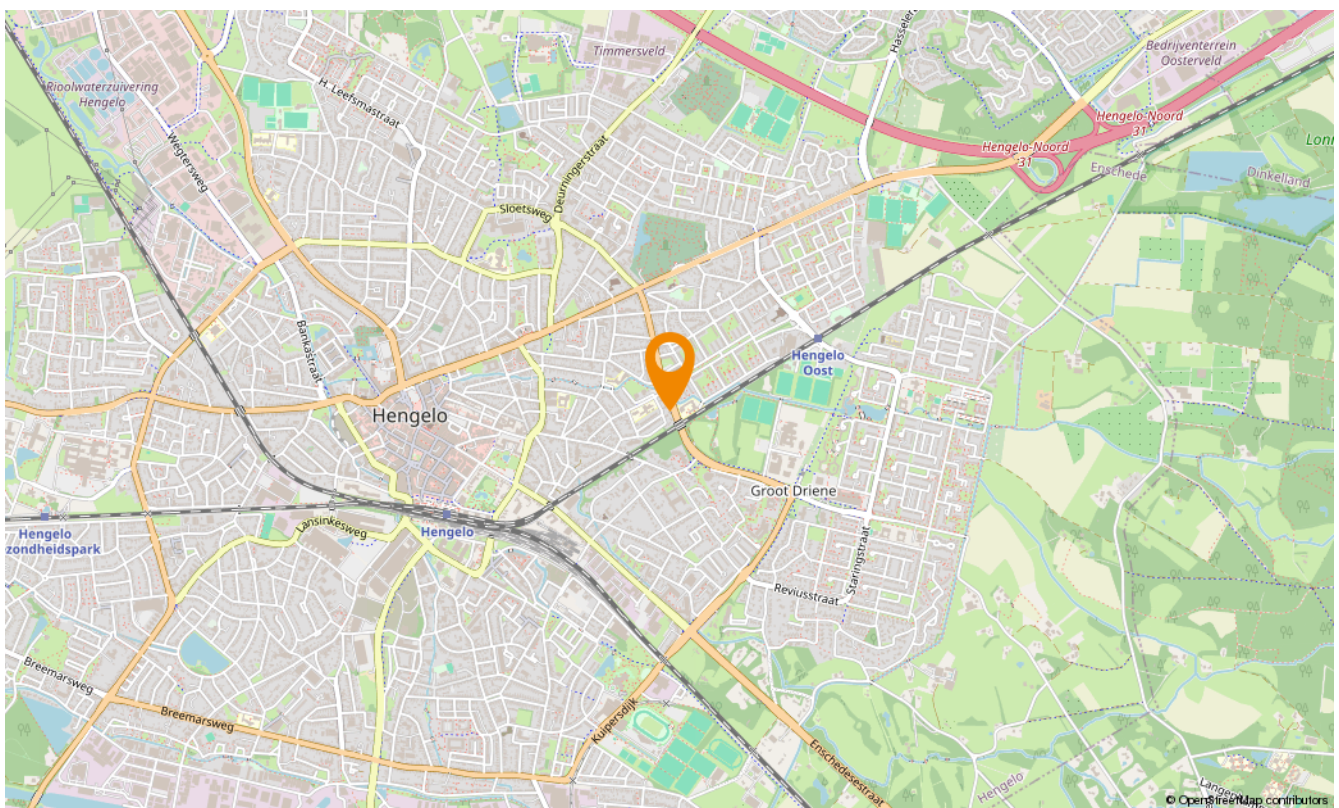 Timmersveld
Hasseler
Bedrijventerrein
Oosterveld
Rioolwaterzuivering
Hengelo
H. Leefsmastraat
Hengelo-Noord
31
Hengelo-Noord
31
Wegtersweg
Deurningerstraat
Enschede
Dinkelland
Sloetsweg
Bankastraat
Hengelo
Oost
Hengelo
Groot Driene
Hengelo
zondheidspark
Lansinkesweg
Hengelo
Staringstraat
Reviusstraat
Breemarsweg
Breemarsweg
Kuipersdijk
Enschedesestraat
Hengelo
© OpenStreetMap contributors